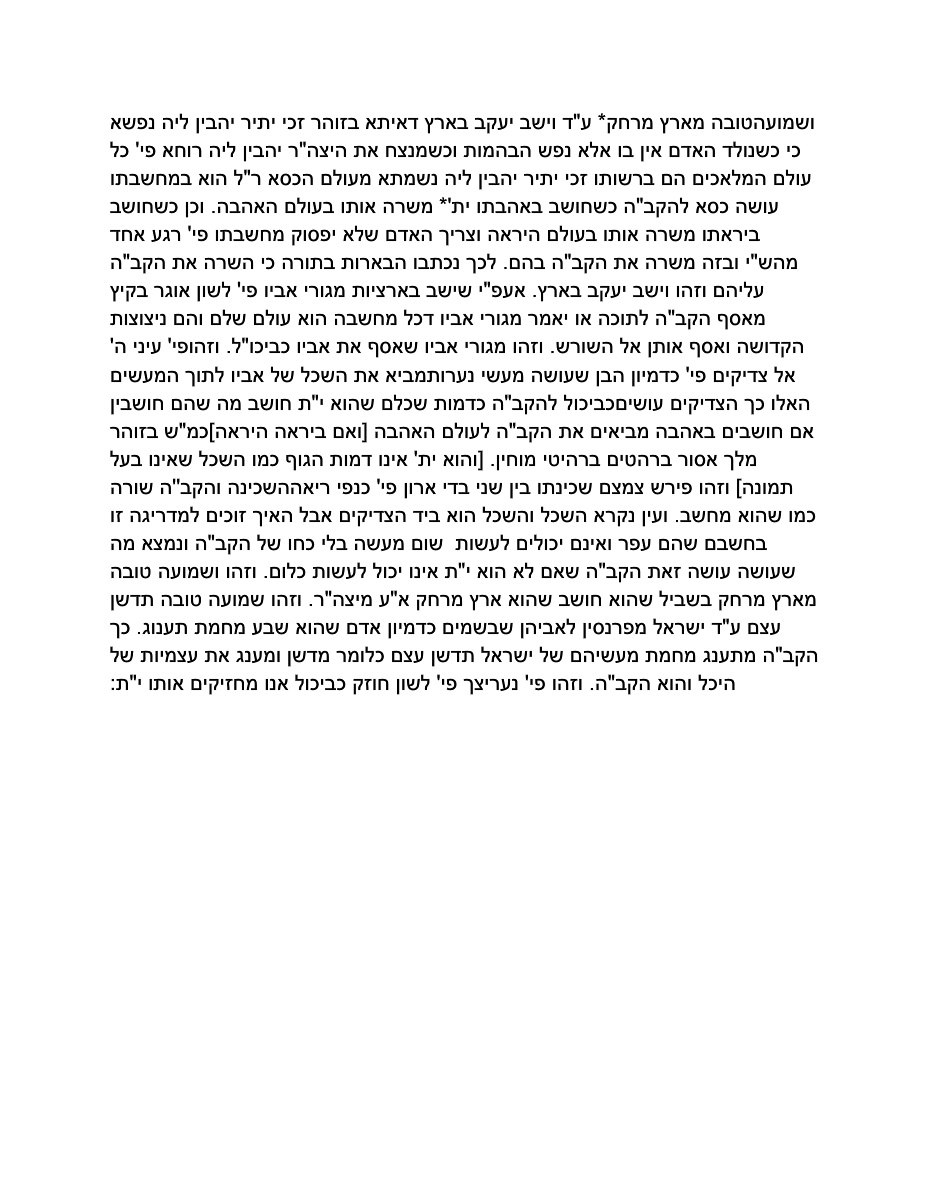 ושמועהטובה מארץ מרחק* ע"ד וישב יעקב בארץ דאיתא בזוהר זכי יתיר יהבין ליה נפשא
כי כשנולד האדם אין בו אלא נפש הבהמות וכשמנצח את היצה"ר יהבין ליה רוחא פי' כל
עולם המלאכים הם ברשותו זכי יתיר יהבין ליה נשמתא מעולם הכסא ר"ל הוא במחשבתו
עושה כסא להקב"ה כשחושב באהבתו ית'* משרה אותו בעולם האהבה. וכן כשחושב
ביראתו משרה אותו בעולם היראה וצריך האדם שלא יפסוק מחשבתו פי' רגע אחד
מהש"י ובזה משרה את הקב"ה בהם. לכך נכתבו הבארות בתורה כי השרה את הקב"ה
עליהם וזהו וישב יעקב בארץ. אעפ"י שישב בארציות מגורי אביו פי' לשון אוגר בקיץ
מאסף הקב"ה לתוכה או יאמר מגורי אביו דכל מחשבה הוא עולם שלם והם ניצוצות
הקדושה ואסף אותן אל השורש. וזהו מגורי אביו שאסף את אביו כביכו"ל. וזהופי' עיני ה'
אל צדיקים פי' כדמיון הבן שעושה מעשי נערותמביא את השכל של אביו לתוך המעשים
האלו כך הצדיקים עושיםכביכול להקב"ה כדמות שכלם שהוא י"ת חושב מה שהם חושבין
אם חושבים באהבה מביאים את הקב"ה לעולם האהבה [ואם ביראה היראה]כמ"ש בזוהר
מלך אסור ברהטים ברהיטי מוחין. [והוא ית' אינו דמות הגוף כמו השכל שאינו בעל
תמונה] וזהו פירש צמצם שכינתו בין שני בדי ארון פי' כנפי ריאההשכינה והקב"ה שורה
כמו שהוא מחשב. ועין נקרא השכל והשכל הוא ביד הצדיקים אבל האיך זוכים למדריגה זו
בחשבם שהם עפר ואינם יכולים לעשות  שום מעשה בלי כחו של הקב"ה ונמצא מה
שעושה עושה זאת הקב"ה שאם לא הוא י"ת אינו יכול לעשות כלום. וזהו ושמועה טובה
מארץ מרחק בשביל שהוא חושב שהוא ארץ מרחק א"ע מיצה"ר. וזהו שמועה טובה תדשן
עצם ע"ד ישראל מפרנסין לאביהן שבשמים כדמיון אדם שהוא שבע מחמת תענוג. כך
הקב"ה מתענג מחמת מעשיהם של ישראל תדשן עצם כלומר מדשן ומענג את עצמיות של
היכל והוא הקב"ה. וזהו פי' נעריצך פי' לשון חוזק כביכול אנו מחזיקים אותו י"ת: